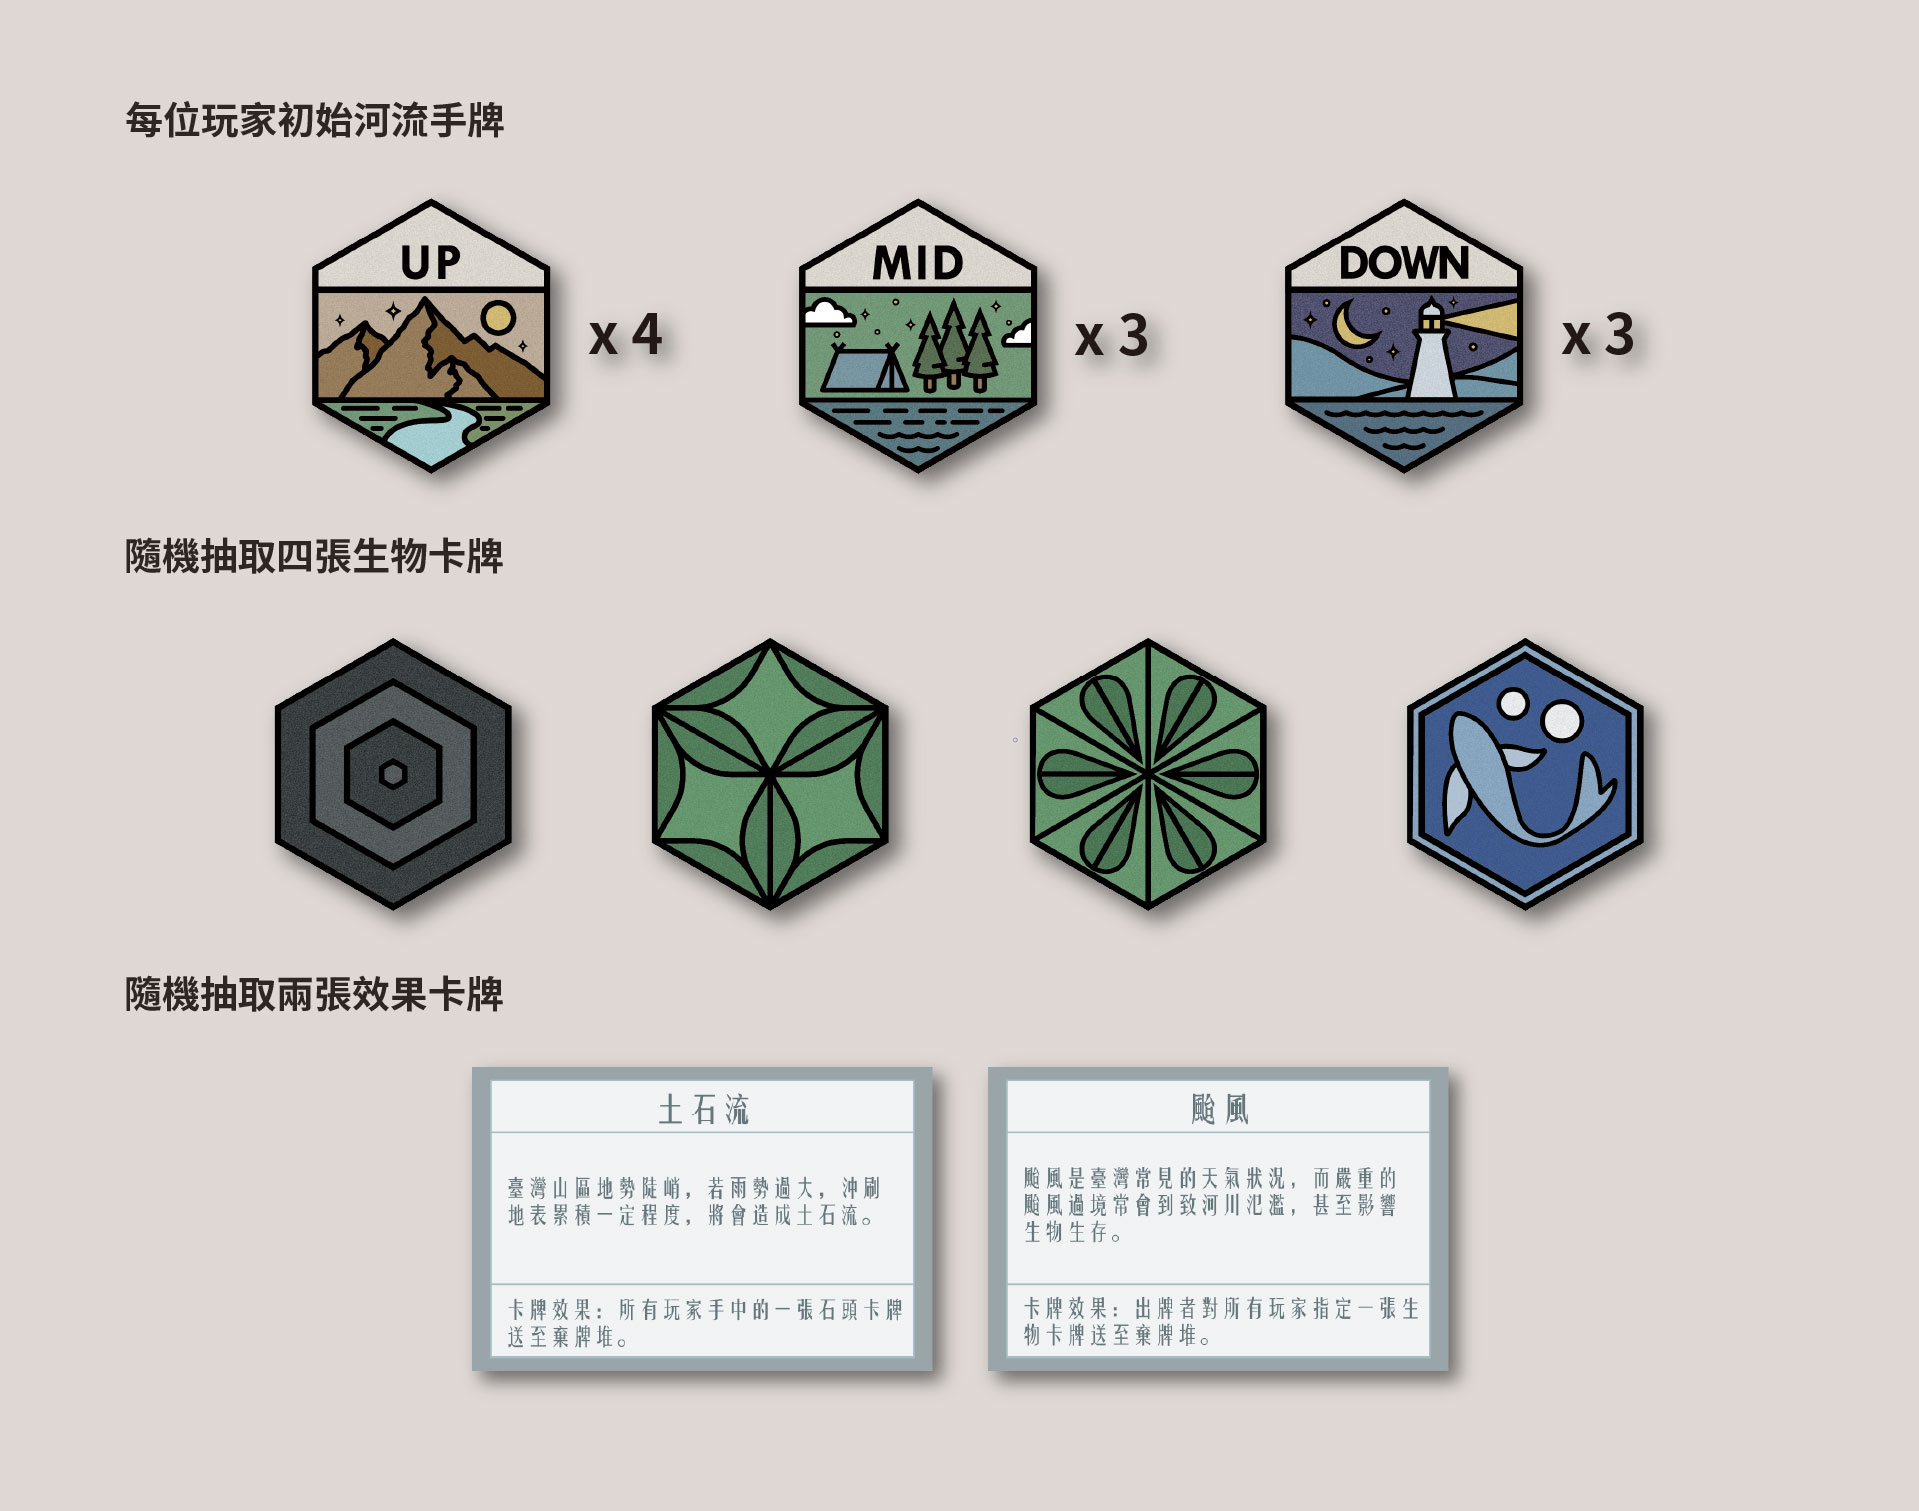 每位玩家初始河流手牌
UP
x 4
MID
x 3
DOWN
x 3
隨機抽取四張生物卡牌
隨機抽取兩張效果卡牌
土石流
臺灣山區地勢陡峭，若雨勢過大，沖刷
地表累積一定程度，將會造成土石流。
卡牌效果：所有玩家手中的一張石頭卡牌
送至棄牌堆。
颱風
颱風是臺灣常見的天氣狀況，而嚴重的
颱風過境常會到致河川氾濫，甚至影響
生物生存。
卡牌效果：出牌者對所有玩家指定一張生
物卡牌送至棄牌堆。